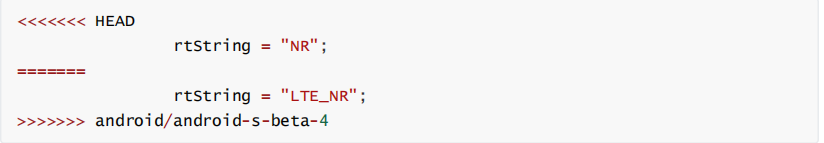 <<<<<<< HEAD
                rtString = "NR";
=======
                rtString = "LTE_NR";
>>>>>>> android/android-s-beta-4